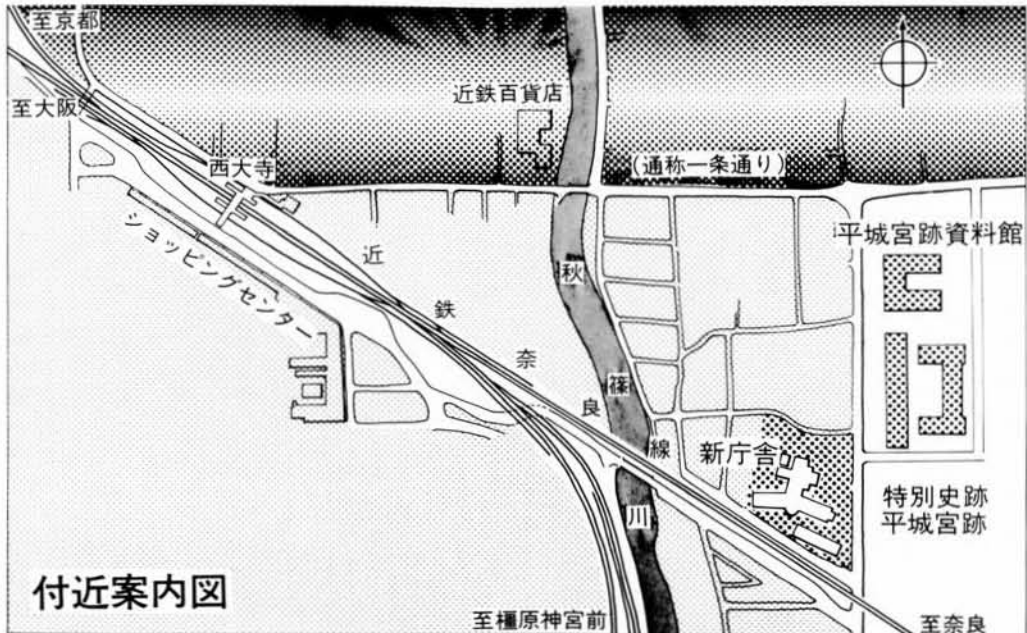 至京都
至大阪
近鉄百貨店
西大寺
(通称一条通り)
平城宮跡資料館
ショッピングセンター
近鉄奈良線
秋篠川
新庁舎
特別史跡
平城宮跡
付近案内図
至橿原神宮前
至奈良